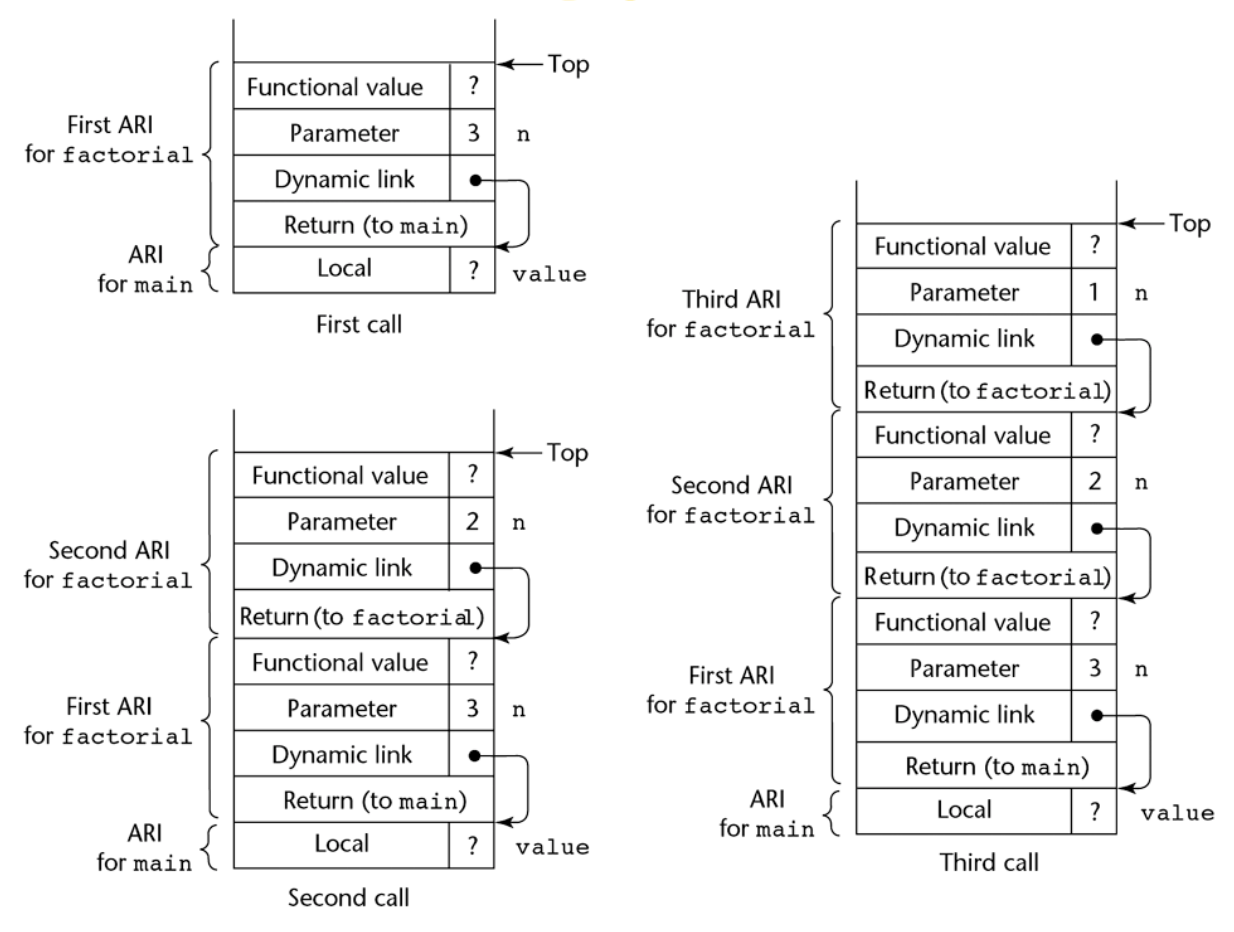 Top
Functional value ?
First ARI
for factorial
Parameter 3 n
Dynamic link
Return (to main)
ARI
for main
Local ? value
First call
Top
Functional value ?
Parameter 2 n
Second ARI
for factorial
Dynamic link
Return (to factorial)
Functional value ?
First ARI
for factorial
Parameter 3 n
Dynamic link
Return (to main)
ARI
for main
Local ? value
Second call
Top
Functional value ?
Third ARI
for factorial
Parameter 1 n
Dynamic link
Return (to factorial)
Functional value ?
Second ARI
for factorial
Parameter 2 n
Dynamic link
Return (to factorial)
Functional value ?
First ARI
for factorial
Parameter 3 n
Dynamic link
Return (to main)
ARI
for main
Local ? value
Third call